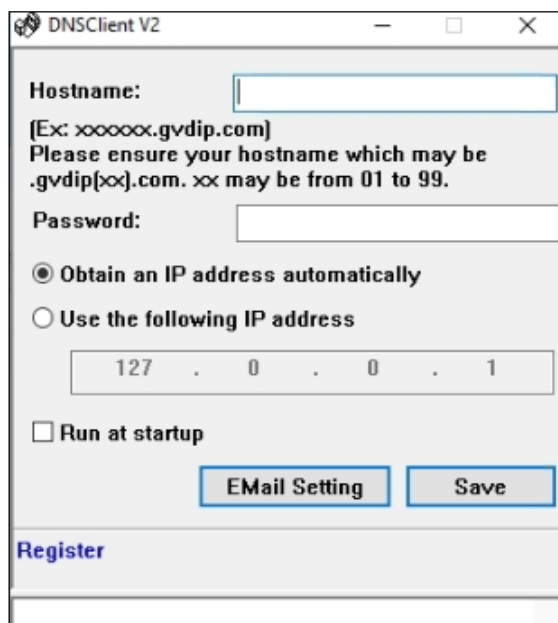 DNSClient V2
Hostname:
(Ex: xxxxxx.gvdip.com)
Please ensure your hostname which may be
.gvdip(xx).com. xx may be from 01 to 99.
Password:
Obtain an IP address automatically
Use the following IP address
127 . 0 . 0 . 1
Run at startup
EMail Setting Save
Register